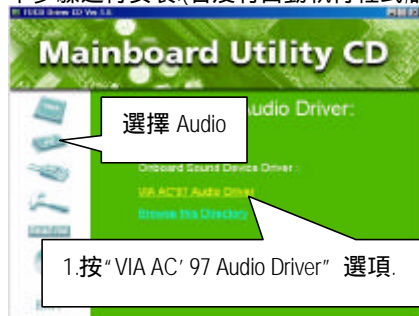 Mainboard Utility CD
選擇 Audio
Audio Driver:
Onboard Sound Device Driver :
VIA AC'97 Audio Driver
Browse this Directory
1.按“VIA AC’ 97 Audio Driver” 選項.